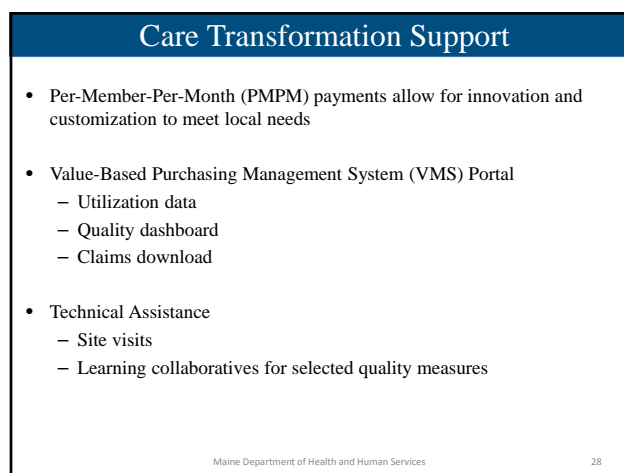 Care Transformation Support
• Per-Member-Per-Month (PMPM) payments allow for innovation and
customization to meet local needs
• Value-Based Purchasing Management System (VMS) Portal
– Utilization data
– Quality dashboard
– Claims download
• Technical Assistance
– Site visits
– Learning collaboratives for selected quality measures
Maine Department of Health and Human Services 28